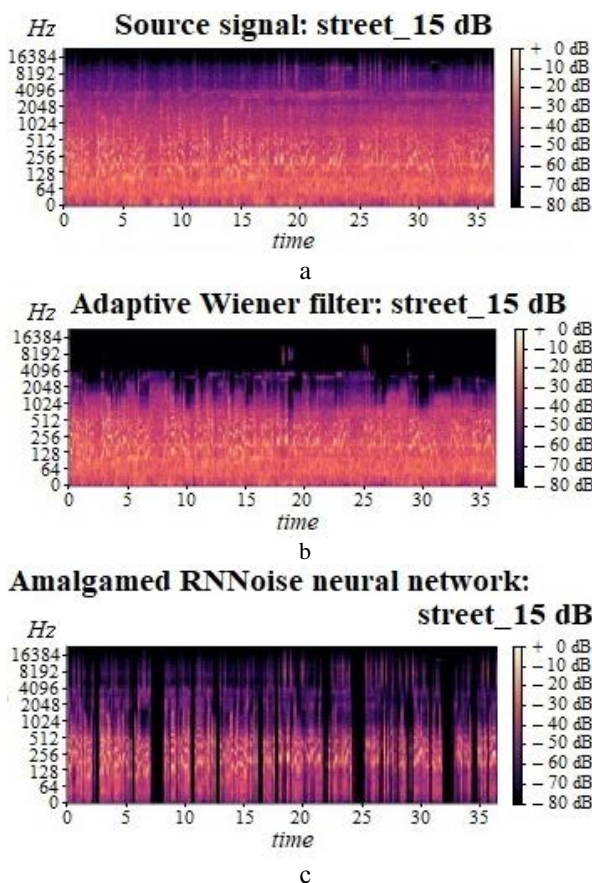 Source signal: street_15 dB
Hz
16384
8192
4096
2048
1024
512
256
128
64
0
0 5 10 15 20 25 30 35
time
+ 0 dB
− 10 dB
− 20 dB
− 30 dB
− 40 dB
− 50 dB
− 60 dB
− 70 dB
− 80 dB
a
Adaptive Wiener filter: street_15 dB
Hz
16384
8192
4096
2048
1024
512
256
128
64
0
0 5 10 15 20 25 30 35
time
+ 0 dB
− 10 dB
− 20 dB
− 30 dB
− 40 dB
− 50 dB
− 60 dB
− 70 dB
− 80 dB
b
Amalgamed RNNoise neural network:
street_15 dB
Hz
16384
8192
4096
2048
1024
512
256
128
64
0
0 5 10 15 20 25 30 35
time
+ 0 dB
− 10 dB
− 20 dB
− 30 dB
− 40 dB
− 50 dB
− 60 dB
− 70 dB
− 80 dB
c